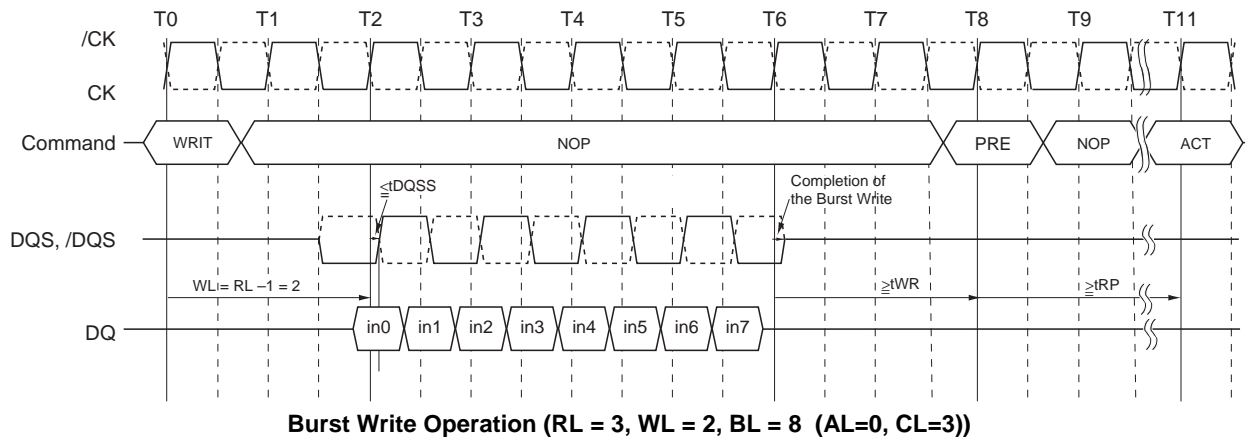 T0 T1 T2 T3 T4 T5 T6 T7 T8 T9 T11
/CK
CK
Command WRIT NOP PRE NOP ACT
≤tDQSS
Completion of
the Burst Write
DQS, /DQS
WL = RL –1 = 2
≥tWR
≥tRP
DQ in0 in1 in2 in3 in4 in5 in6 in7
Burst Write Operation (RL = 3, WL = 2, BL = 8 (AL=0, CL=3))